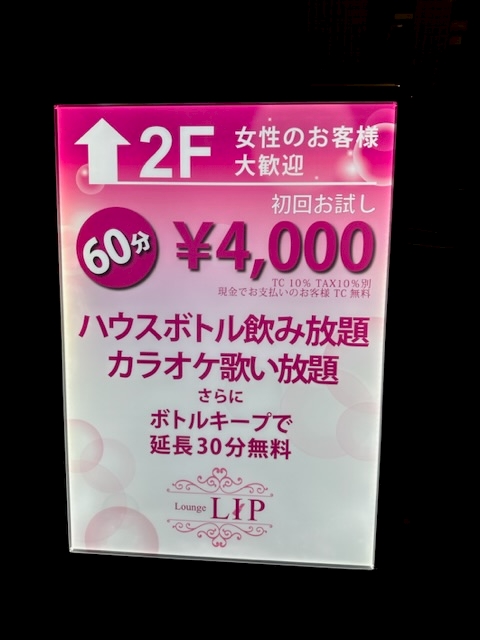 2F
女性のお客様
大歓迎
初回お試し
60分
¥4,000
TC 10% TAX10%別
現金でお支払いのお客様 TC 無料
ハウスボトル飲み放題
カラオケ歌い放題
さらに
ボトルキープで
延長30分無料
Lounge LIP